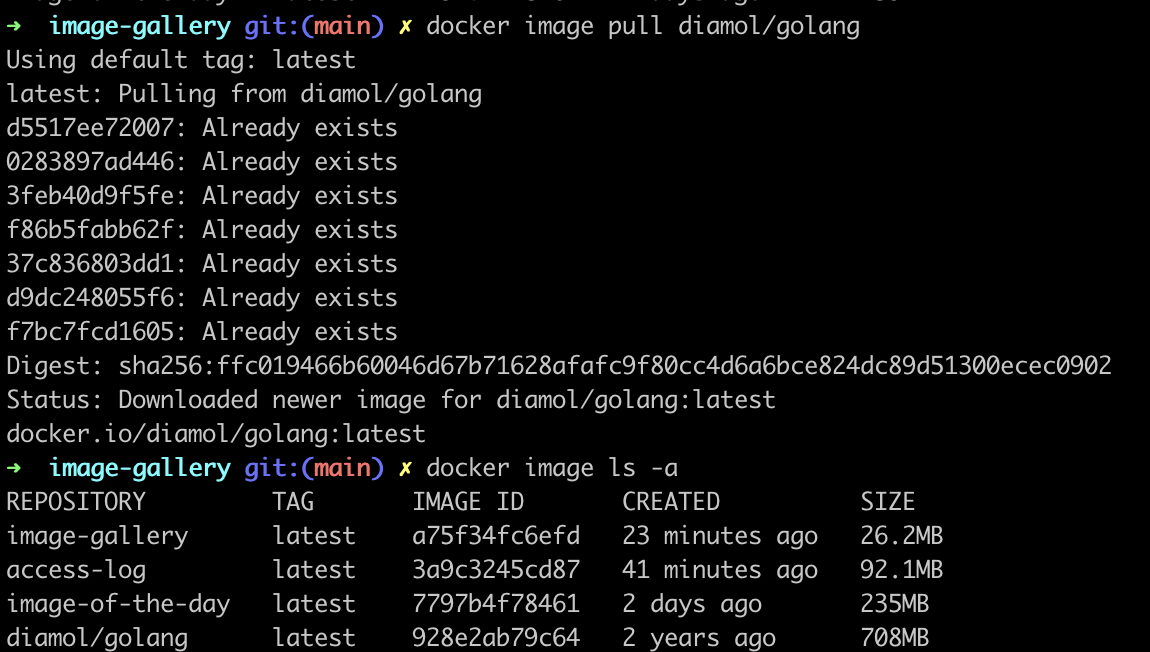 ➜  image-gallery git:(main) ✗ docker image pull diamol/golang
Using default tag: latest
latest: Pulling from diamol/golang
d5517ee72007: Already exists
0283897ad446: Already exists
3feb40d9f5fe: Already exists
f86b5fabb62f: Already exists
37c836803dd1: Already exists
d9dc248055f6: Already exists
f7bc7fcd1605: Already exists
Digest: sha256:ffc019466b60046d67b71628afafc9f80cc4d6a6bce824dc89d51300ecec0902
Status: Downloaded newer image for diamol/golang:latest
docker.io/diamol/golang:latest
➜  image-gallery git:(main) ✗ docker image ls -a
REPOSITORY         TAG       IMAGE ID       CREATED          SIZE
image-gallery      latest    a75f34fc6efd   23 minutes ago   26.2MB
access-log         latest    3a9c3245cd87   41 minutes ago   92.1MB
image-of-the-day   latest    7797b4f78461   2 days ago       235MB
diamol/golang      latest    928e2ab79c64   2 years ago      708MB